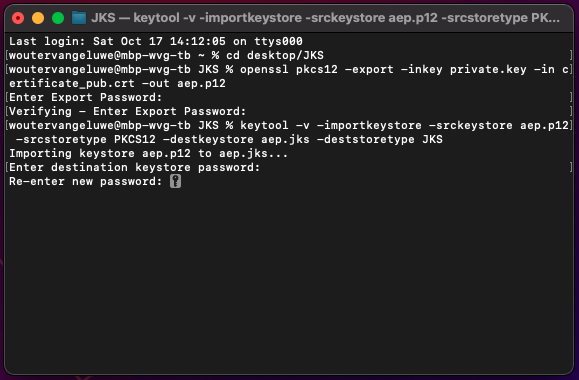 JKS — keytool -v -importkeystore -srckeystore aep.p12 -srcstoretype PK...
Last login: Sat Oct 17 14:12:05 on ttys000
[woutervangeluwe@mbp-wvg-tb ~ % cd desktop/JKS ]
[woutervangeluwe@mbp-wvg-tb JKS % openssl pkcs12 -export -inkey private.key -in c]
ertificate_pub.crt -out aep.p12
[Enter Export Password: ]
[Verifying - Enter Export Password: ]
[woutervangeluwe@mbp-wvg-tb JKS % keytool -v -importkeystore -srckeystore aep.p12]
-srcstoretype PKCS12 -destkeystore aep.jks -deststoretype JKS
Importing keystore aep.p12 to aep.jks...
[Enter destination keystore password: ]
Re-enter new password: